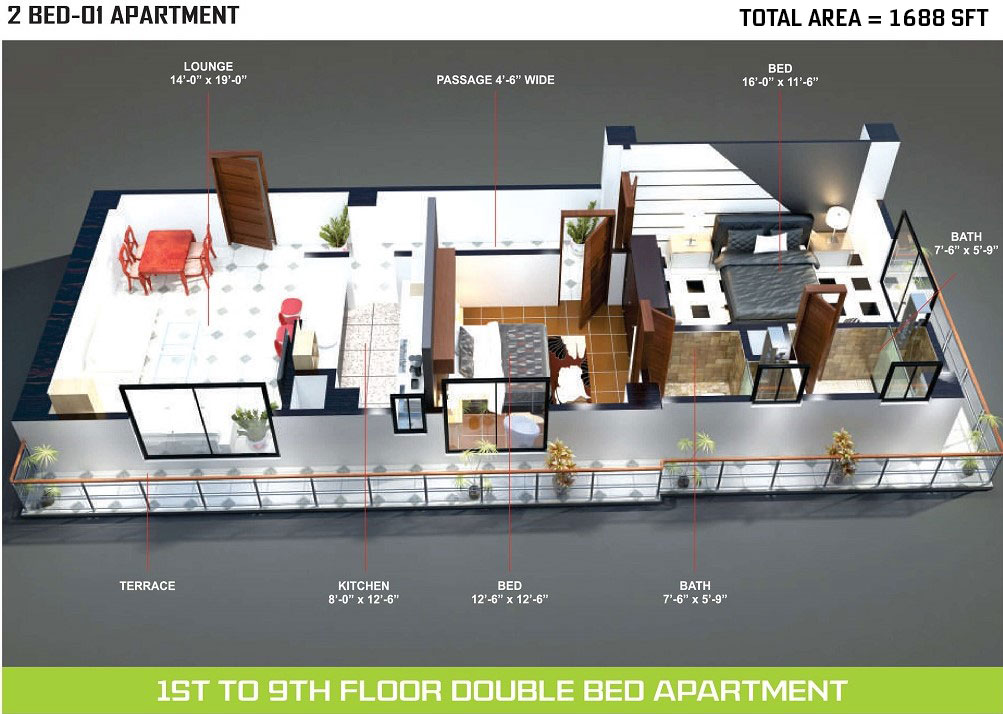 2 BED-01 APARTMENT
TOTAL AREA = 1688 SFT
LOUNGE
14'-0" x 19'-0"
PASSAGE 4'-6" WIDE
BED
16'-0" x 11'-6"
BATH
7'-6" x 5'-9"
TERRACE
KITCHEN
8'-0" x 12'-6"
BED
12'-6" x 12'-6"
BATH
7'-6" x 5'-9"
1ST TO 9TH FLOOR DOUBLE BED APARTMENT